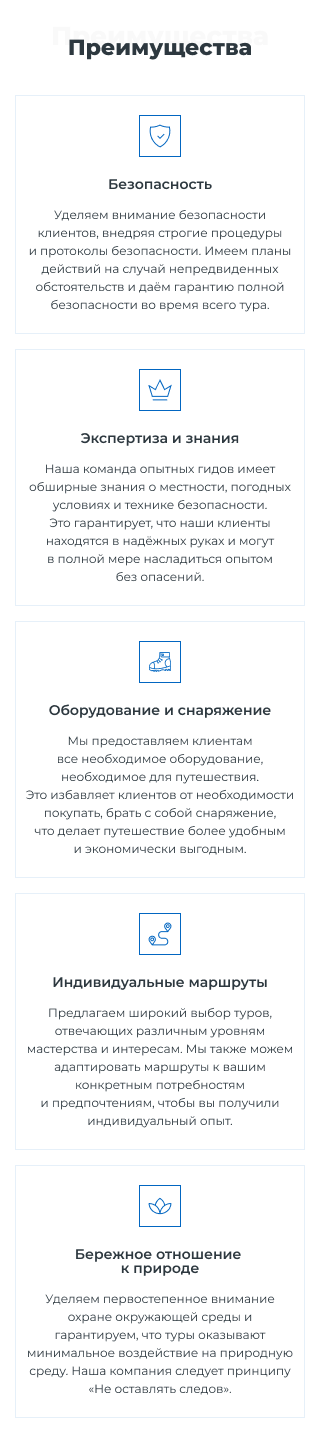 Преимущества
Преимущества
Безопасность
Уделяем внимание безопасности
клиентов, внедряя строгие процедуры
и протоколы безопасности. Имеем планы
действий на случай непредвиденных
обстоятельств и даём гарантию полной
безопасности во время всего тура.
Экспертиза и знания
Наша команда опытных гидов имеет
обширные знания о местности, погодных
условиях и технике безопасности.
Это гарантирует, что наши клиенты
находятся в надёжных руках и могут
в полной мере насладиться опытом
без опасений.
Оборудование и снаряжение
Мы предоставляем клиентам
все необходимое оборудование,
необходимое для путешествия.
Это избавляет клиентов от необходимости
покупать, брать с собой снаряжение,
что делает путешествие более удобным
и экономически выгодным.
Индивидуальные маршруты
Предлагаем широкий выбор туров,
отвечающих различным уровням
мастерства и интересам. Мы также можем
адаптировать маршруты к вашим
конкретным потребностям
и предпочтениям, чтобы вы получили
индивидуальный опыт.
Бережное отношение
к природе
Уделяем первостепенное внимание
охране окружающей среды и
гарантируем, что туры оказывают
минимальное воздействие на природную
среду. Наша компания следует принципу
«Не оставлять следов».